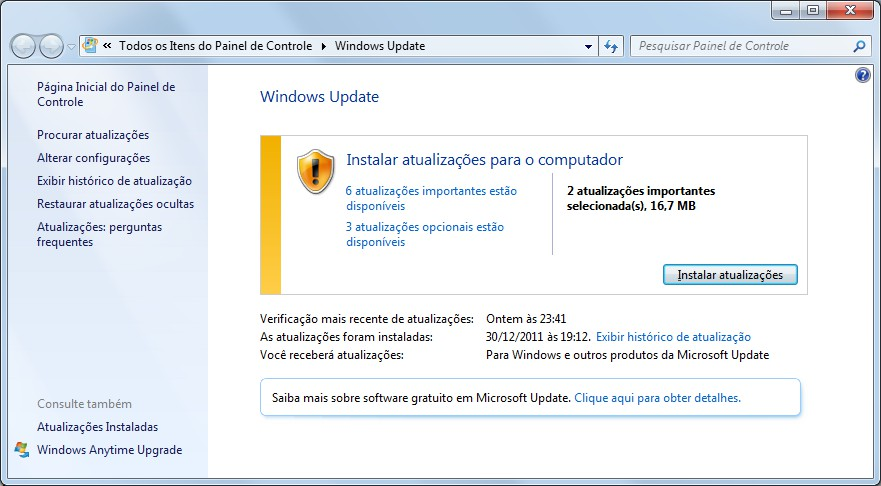 « Todos os Itens do Painel de Controle ▸ Windows Update
Pesquisar Painel de Controle
Página Inicial do Painel de
Controle
Procurar atualizações
Alterar configurações
Exibir histórico de atualização
Restaurar atualizações ocultas
Atualizações: perguntas
frequentes
Consulte também
Atualizações Instaladas
Windows Anytime Upgrade
Windows Update
Instalar atualizações para o computador
6 atualizações importantes estão
disponíveis
3 atualizações opcionais estão
disponíveis
2 atualizações importantes
selecionada(s), 16,7 MB
Instalar atualizações
Verificação mais recente de atualizações: Ontem às 23:41
As atualizações foram instaladas: 30/12/2011 às 19:12. Exibir histórico de atualização
Você receberá atualizações: Para Windows e outros produtos da Microsoft Update
Saiba mais sobre software gratuito em Microsoft Update. Clique aqui para obter detalhes.